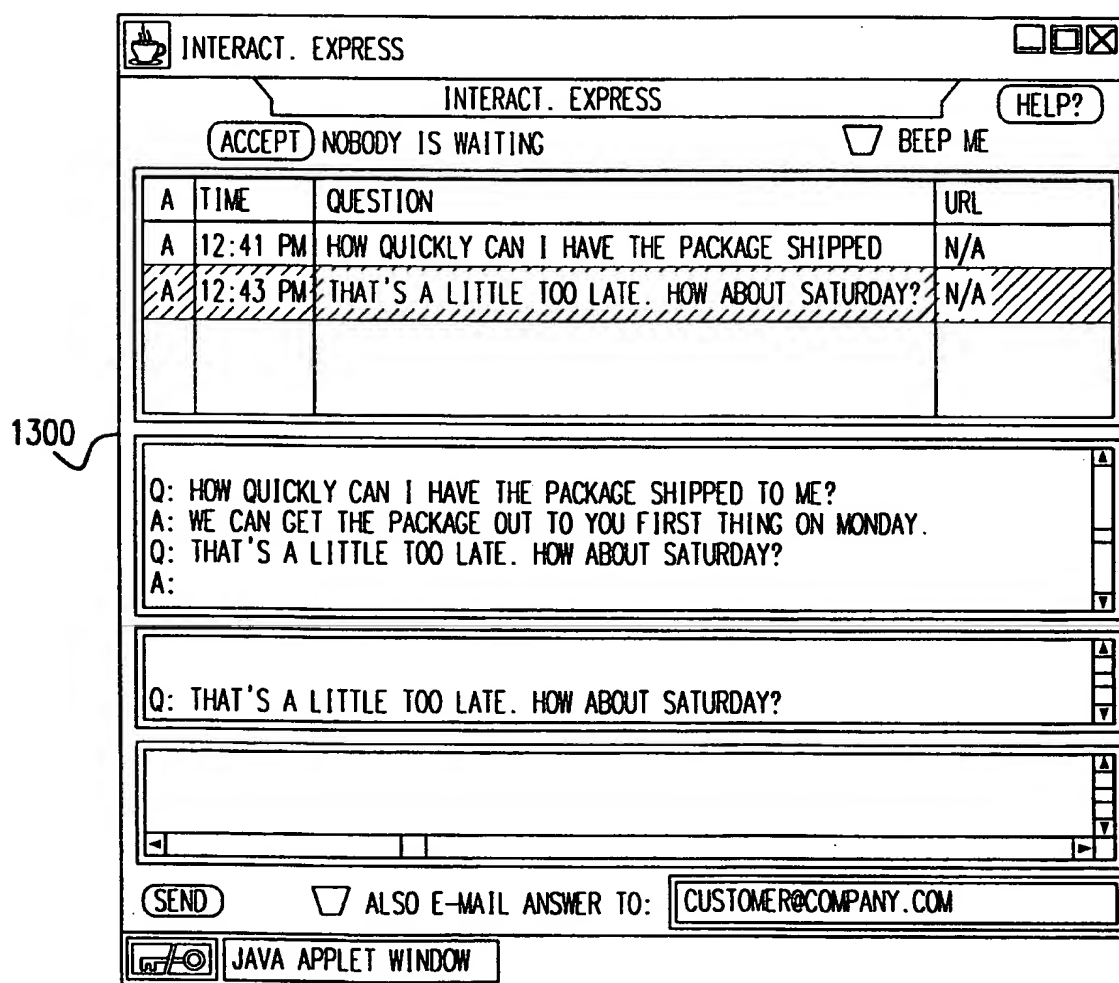 INTERACT. EXPRESS
INTERACT. EXPRESS
HELP?
ACCEPT NOBODY IS WAITING
BEEP ME
A TIME QUESTION URL
A 12:41 PM HOW QUICKLY CAN I HAVE THE PACKAGE SHIPPED N/A
A 12:43 PM THAT'S A LITTLE TOO LATE. HOW ABOUT SATURDAY? N/A
1300
Q: HOW QUICKLY CAN I HAVE THE PACKAGE SHIPPED TO ME?
A: WE CAN GET THE PACKAGE OUT TO YOU FIRST THING ON MONDAY.
Q: THAT'S A LITTLE TOO LATE. HOW ABOUT SATURDAY?
A:
Q: THAT'S A LITTLE TOO LATE. HOW ABOUT SATURDAY?
SEND ALSO E-MAIL ANSWER TO: CUSTOMER@COMPANY.COM
JAVA APPLET WINDOW